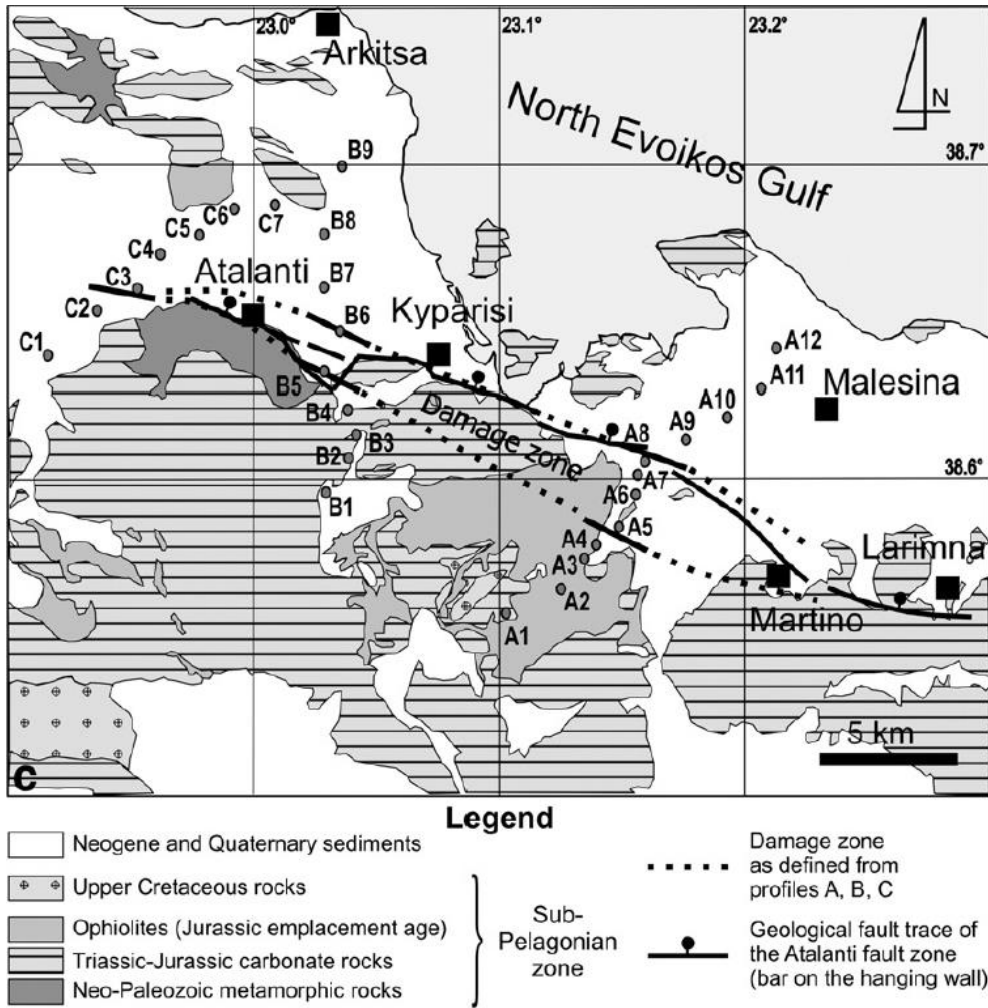 23.0°
23.1°
23.2°
Arkitsa
North Evoikos Gulf
N
38.7°
B9
C6
C7
C5
B8
C4
Atalanti
C3
B7
Kyparisi
C2
B6
C1
A12
B5
A11
Malesina
B4
Damage zone
A10
A9
B3
A8
B2
A7
38.6°
B1
A6
A5
A4
Larimna
A3
A2
Martino
A1
5 km
c
Legend
Neogene and Quaternary sediments
Upper Cretaceous rocks
Ophiolites (Jurassic emplacement age)
Triassic-Jurassic carbonate rocks
Neo-Paleozoic metamorphic rocks
Sub-
Pelagonian
zone
Damage zone
as defined from
profiles A, B, C
Geological fault trace of
the Atalanti fault zone
(bar on the hanging wall)